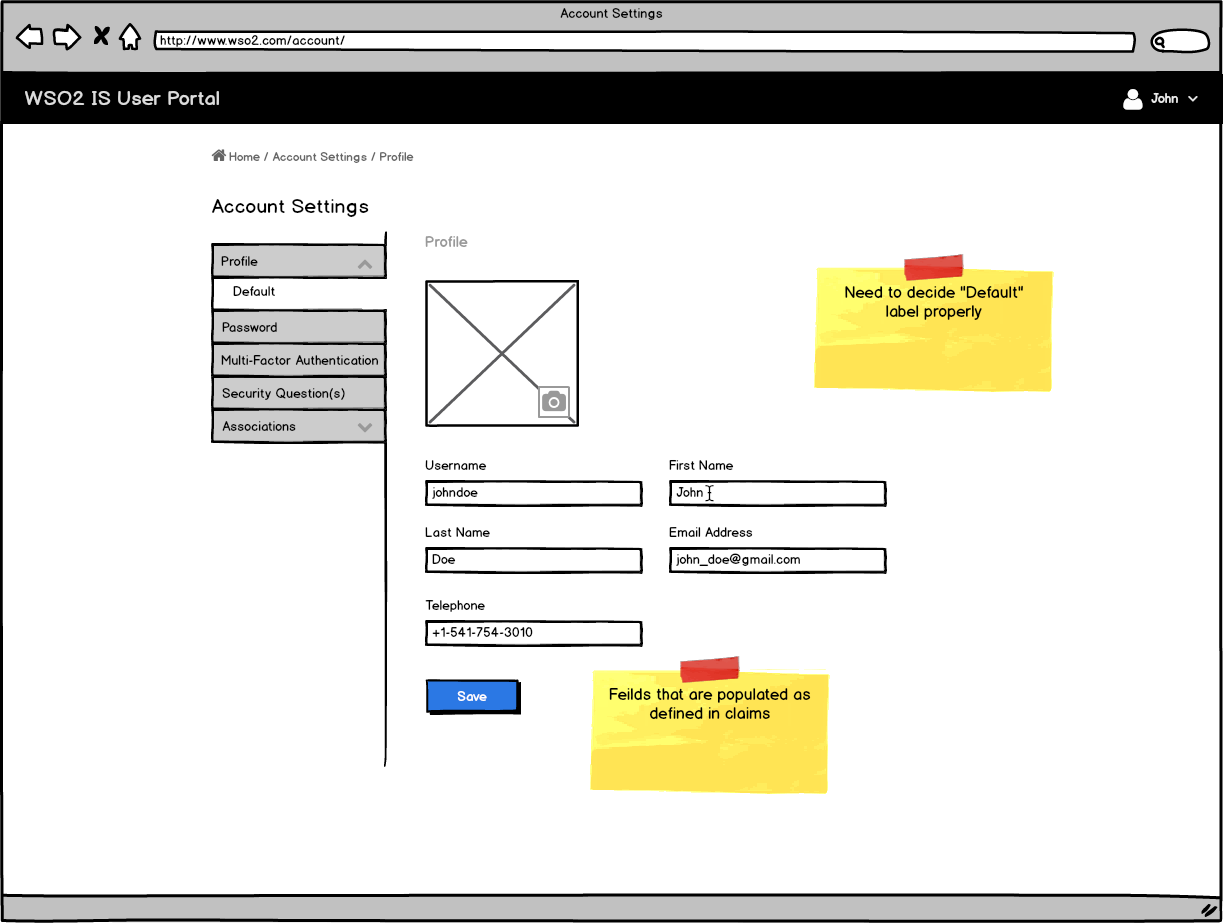 Account Settings
http://www.wso2.com/account/
WSO2 IS User Portal
John
Home / Account Settings / Profile
Account Settings
Profile
Default
Password
Multi-Factor Authentication
Security Question(s)
Associations
Profile
Need to decide "Default"
label properly
Username
First Name
johndoe
John
Last Name
Email Address
Doe
john_doe@gmail.com
Telephone
+1-541-754-3010
Save
Feilds that are populated as
defined in claims